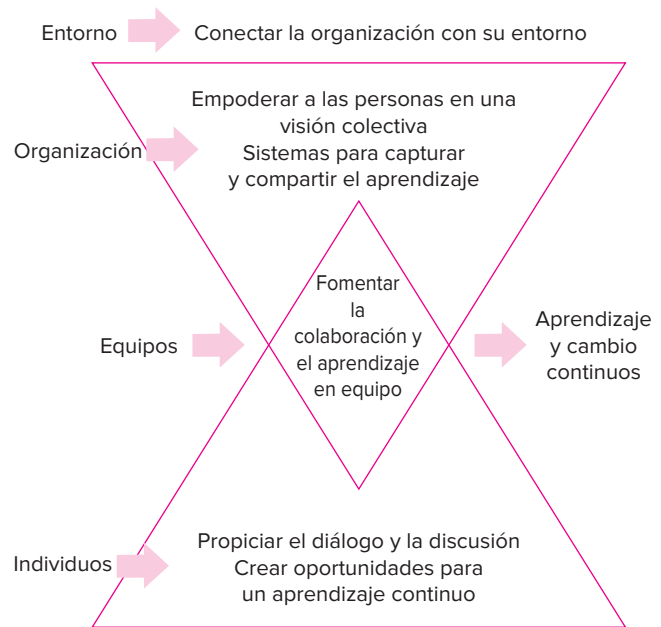 Entorno
Conectar la organización con su entorno
Empoderar a las personas en una
visión colectiva
Organización
Sistemas para capturar
y compartir el aprendizaje
Fomentar
la
colaboración y
el aprendizaje
en equipo
Equipos
Aprendizaje
y cambio
continuos
Individuos
Propiciar el diálogo y la discusión
Crear oportunidades para
un aprendizaje continuo